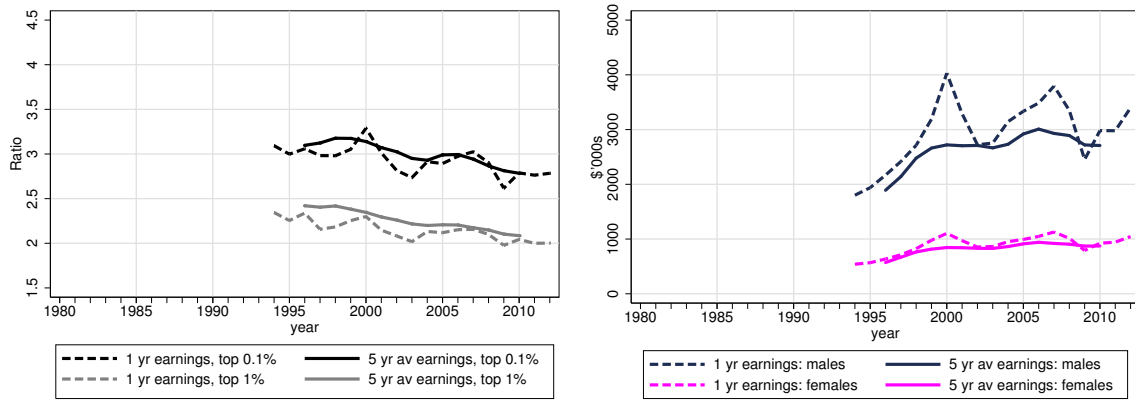 Ratio
4.5
4
3.5
3
2.5
2
1.5
1980 1985 1990 1995 2000 2005 2010
year
1 yr earnings, top 0.1% 5 yr av earnings, top 0.1%
1 yr earnings, top 1% 5 yr av earnings, top 1%
$'000s
5000
4000
3000
2000
1000
0
1980 1985 1990 1995 2000 2005 2010
year
1 yr earnings: males 5 yr av earnings: males
1 yr earnings: females 5 yr av earnings: females